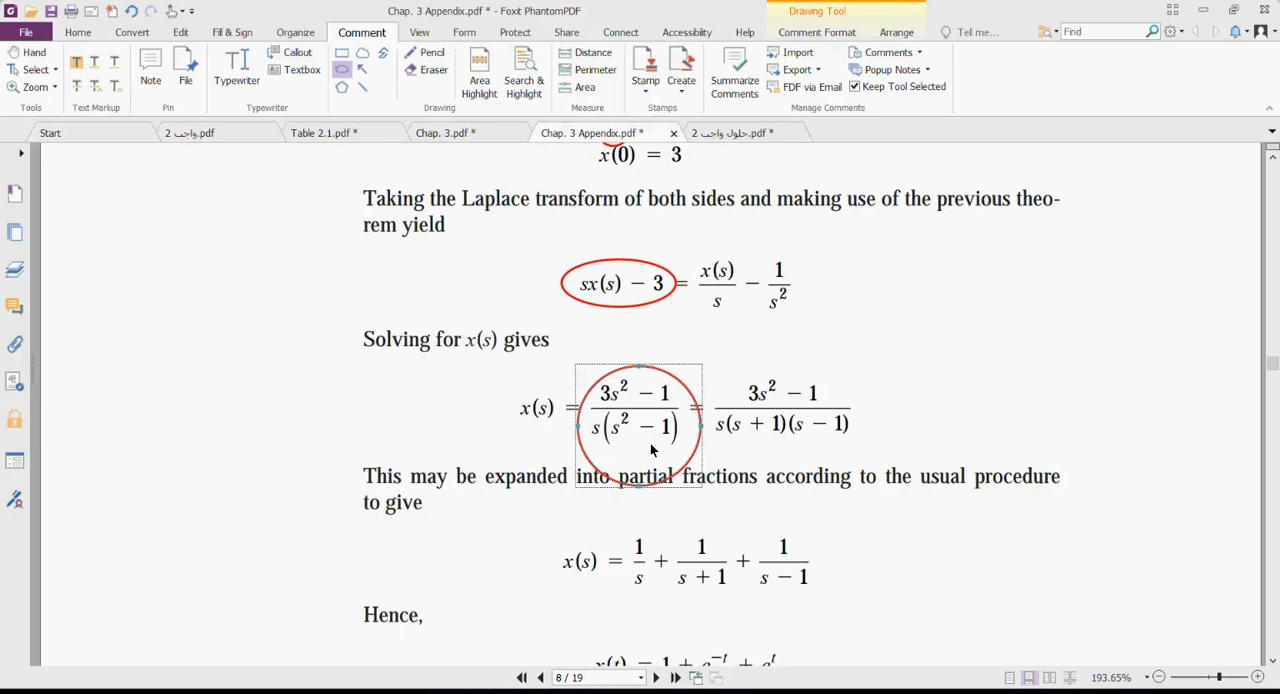 Chap. 3 Appendix.pdf * - Foxit PhantomPDF
Drawing Tool
File Home Convert Edit Fill & Sign Organize Comment View Form Protect Share Connect Accessibility Help Comment Format Arrange Tell me... Find
Hand
Select
Zoom
Tools
T T T
T T T
Text Markup
Note
File
Pin
Typewriter
Callout
Textbox
Typewriter
Pencil
Eraser
Drawing
Area Highlight
Search & Highlight
Distance
Perimeter
Area
Measure
Stamp
Create
Stamps
Summarize Comments
Import
Export
FDF via Email
Comments
Popup Notes
Keep Tool Selected
Manage Comments
Start
واجب 2.pdf
Table 2.1.pdf *
Chap. 3.pdf *
Chap. 3 Appendix.pdf *
حلول واجب 2.pdf *
x(0) = 3
Taking the Laplace transform of both sides and making use of the previous theo-
rem yield
sx(s) − 3 = x(s)/s − 1/s²
Solving for x(s) gives
x(s) = (3s² − 1)/(s(s² − 1)) = (3s² − 1)/(s(s + 1)(s − 1))
This may be expanded into partial fractions according to the usual procedure
to give
x(s) = 1/s + 1/(s + 1) + 1/(s − 1)
Hence,
x(t) = 1 + e^−t + e^t
8 / 19
193.65%